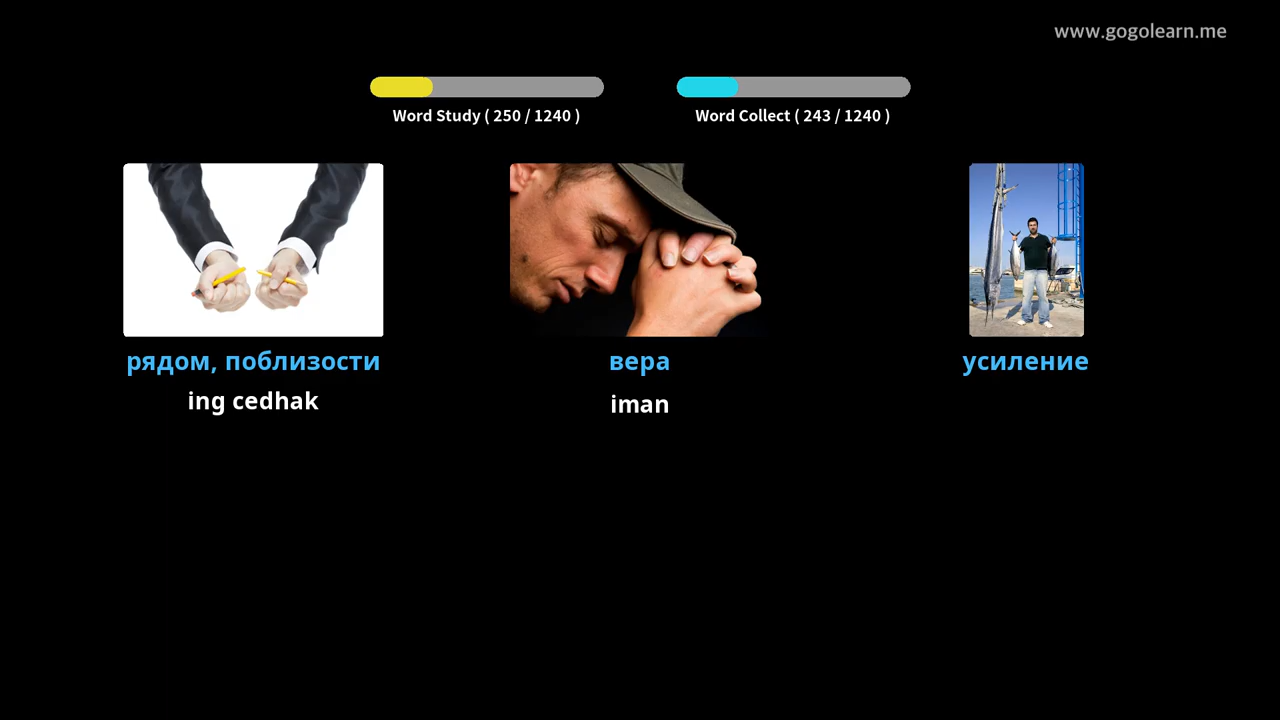 www.gogolearn.me
Word Study ( 250 / 1240 )
Word Collect ( 243 / 1240 )
рядом, поблизости
ing cedhak
вера
iman
усиление